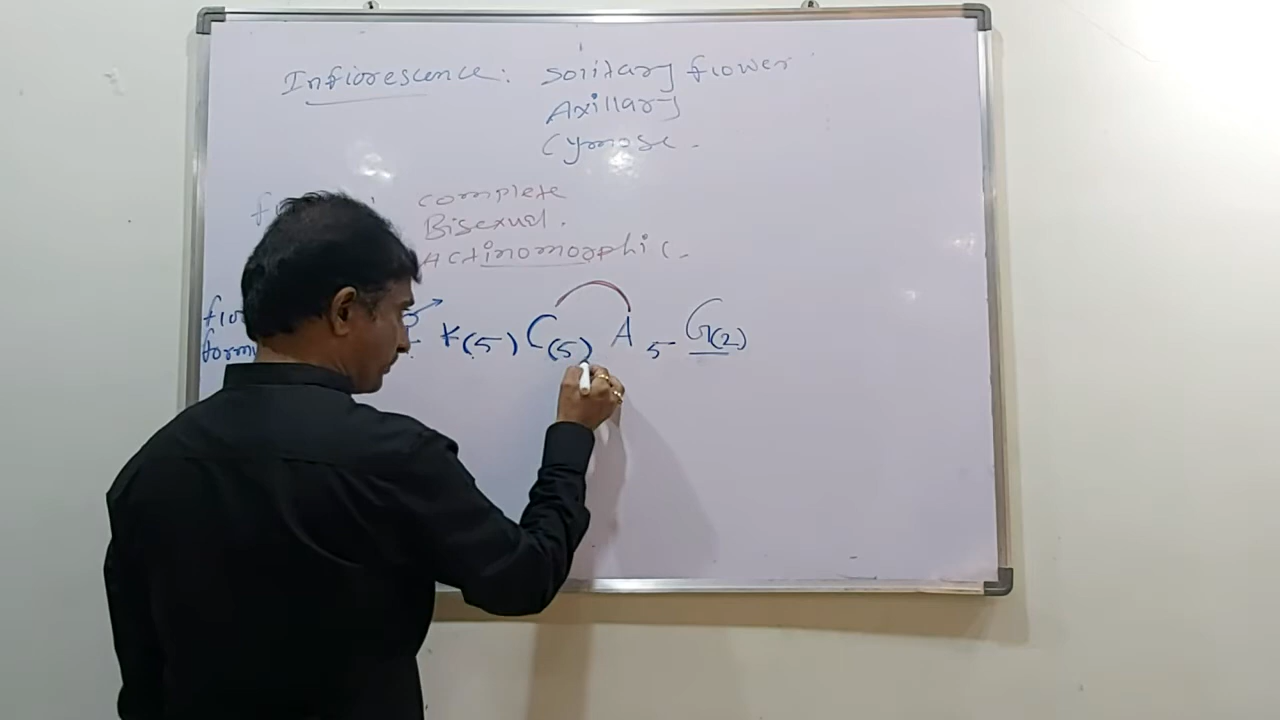 Inflorescence: Solitary flower
Axillary
Cymose.
complete
Bisexual.
Actinomorphic.
K(5) C(5) A5 G(2)